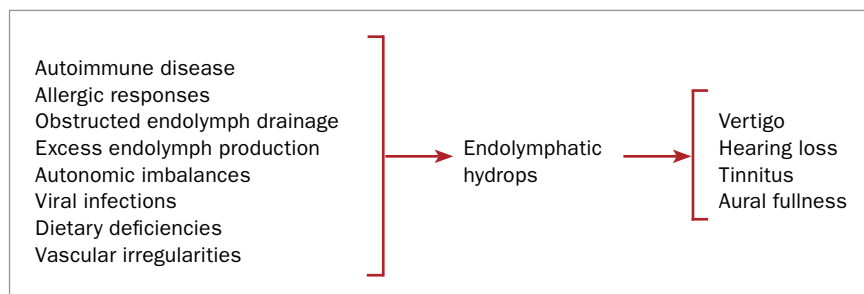 Autoimmune disease
Allergic responses
Obstructed endolymph drainage
Excess endolymph production
Autonomic imbalances
Viral infections
Dietary deficiencies
Vascular irregularities
Endolymphatic
hydrops
Vertigo
Hearing loss
Tinnitus
Aural fullness